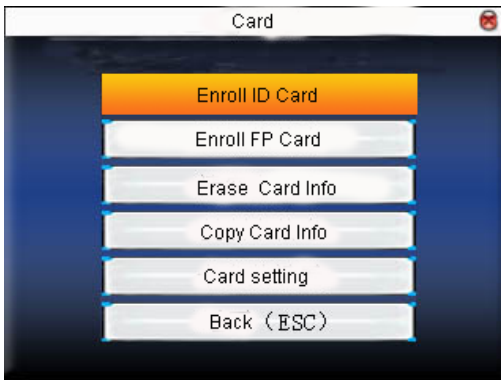 Card
Enroll ID Card
Enroll FP Card
Erase Card Info
Copy Card Info
Card setting
Back（ESC）